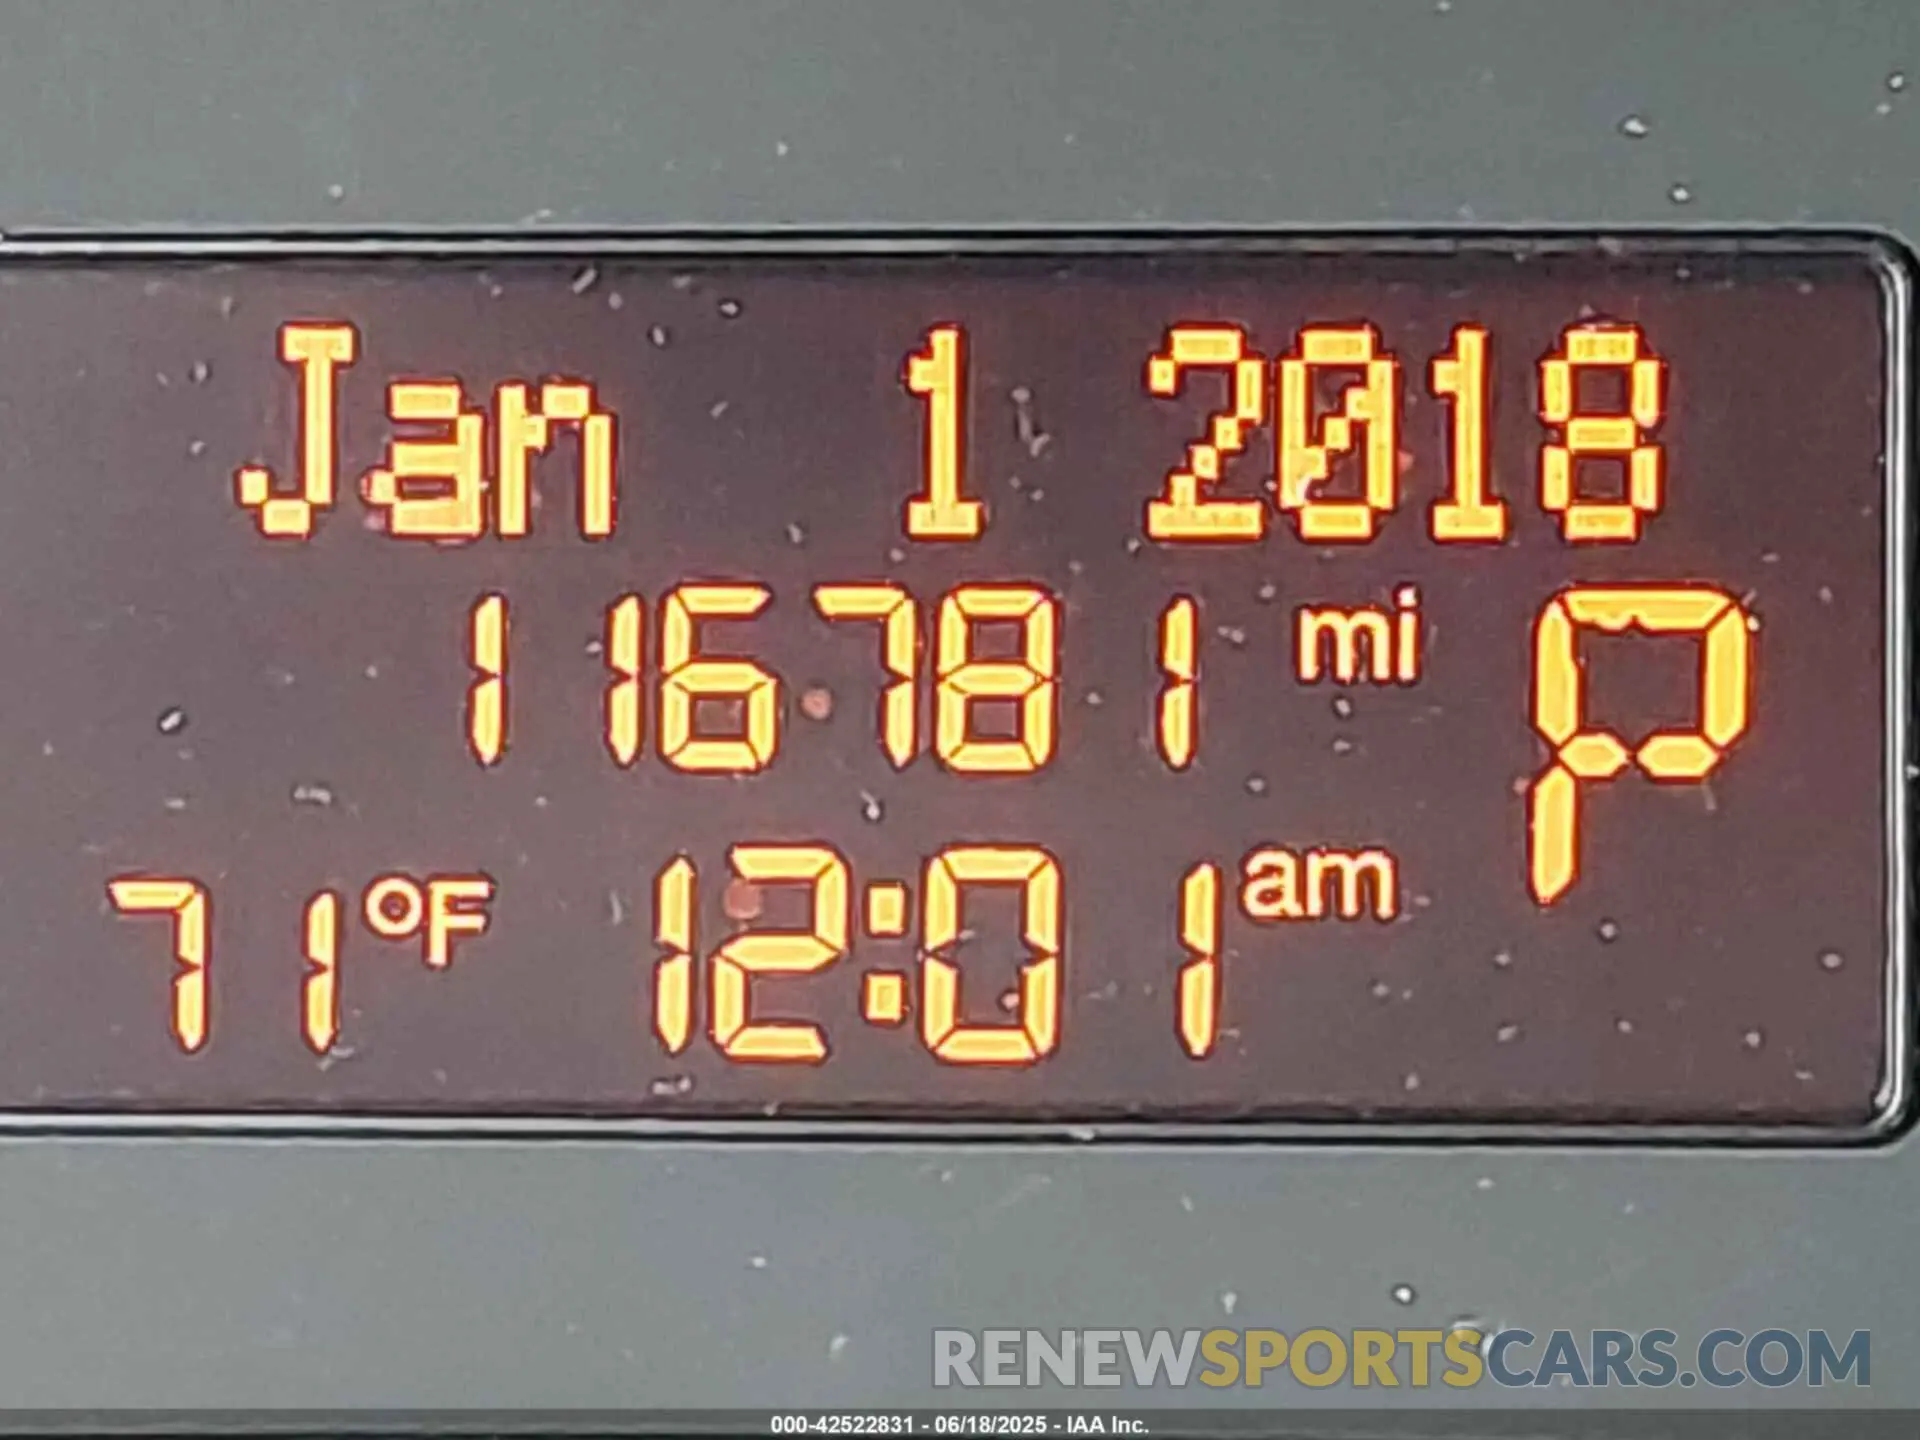 Jan 1 2018
116781 mi P
71°F 12:01 am
RENEWSPORTSCARS.COM
000-42522831 - 06/18/2025 - IAA Inc.